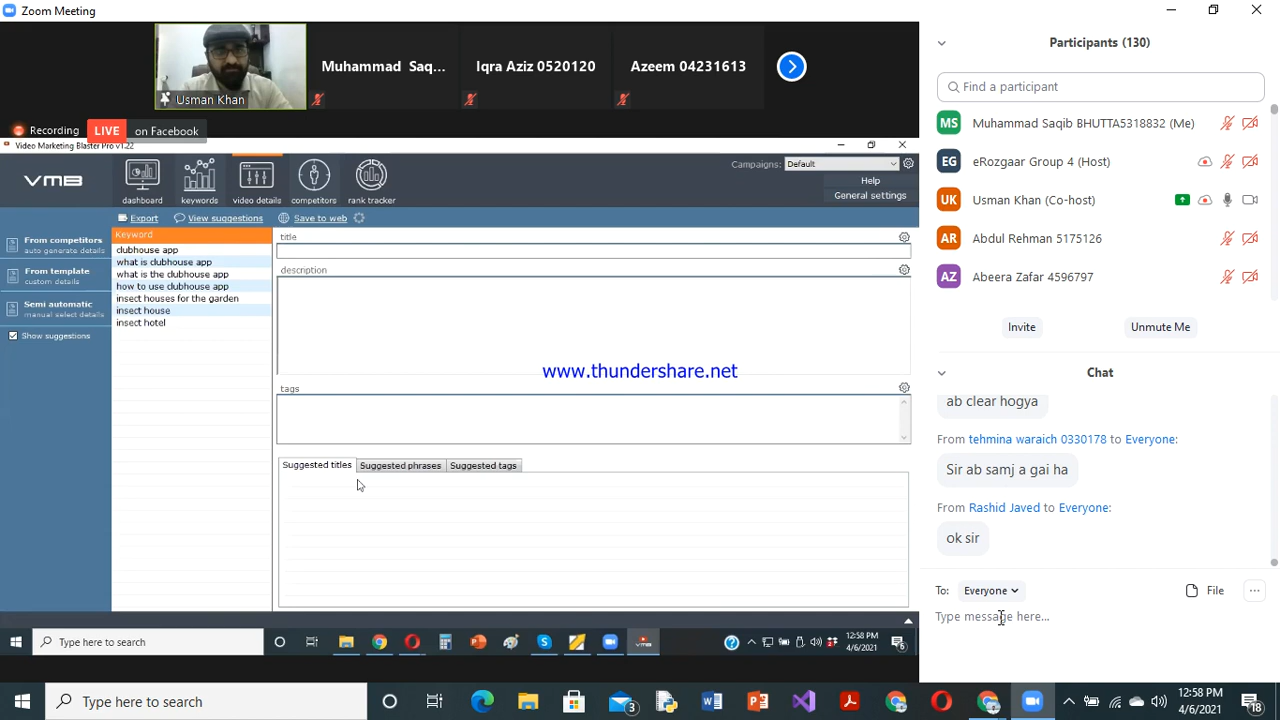 Zoom Meeting
Usman Khan
Muhammad Saq...
Iqra Aziz 0520120
Azeem 04231613
Recording
LIVE
on Facebook
Video Marketing Blaster Pro v1.22
VMB
dashboard
keywords
video details
competitors
rank tracker
Campaigns:
Default
Help
General settings
Export
View suggestions
Save to web
From competitors
auto generate details
From template
custom details
Semi automatic
manual select details
Show suggestions
Keyword
clubhouse app
what is clubhouse app
what is the clubhouse app
how to use clubhouse app
insect houses for the garden
insect house
insect hotel
title
description
www.thundershare.net
tags
Suggested titles
Suggested phrases
Suggested tags
Type here to search
VMB
12:58 PM
4/6/2021
6
Participants (130)
Find a participant
MS
Muhammad Saqib BHUTTA5318832 (Me)
EG
eRozgaar Group 4 (Host)
UK
Usman Khan (Co-host)
AR
Abdul Rehman 5175126
AZ
Abeera Zafar 4596797
Invite
Unmute Me
Chat
ab clear hogya
From tehmina waraich 0330178 to Everyone:
Sir ab samj a gai ha
From Rashid Javed to Everyone:
ok sir
To:
Everyone
File
Type message here...
Type here to search
3
12:58 PM
4/6/2021
18